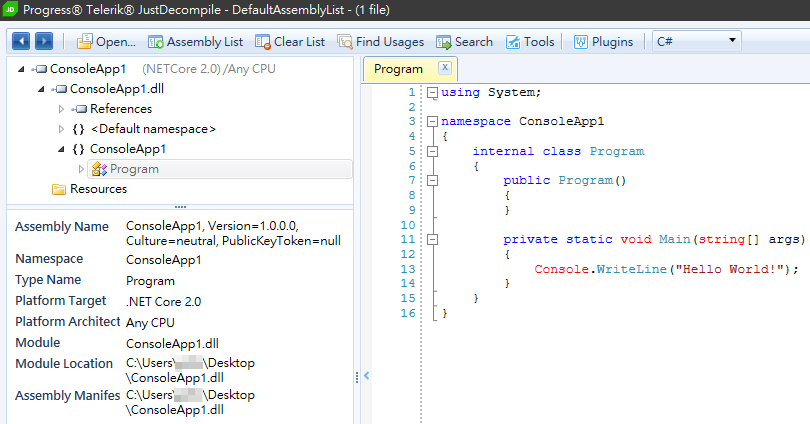 JD Progress® Telerik® JustDecompile - DefaultAssemblyList - (1 file)
Open... Assembly List Clear List Find Usages Search Tools Plugins C#
ConsoleApp1 (NETCore 2.0) /Any CPU
ConsoleApp1.dll
References
{ } <Default namespace>
{ } ConsoleApp1
Program
Resources
Assembly Name ConsoleApp1, Version=1.0.0.0,
Culture=neutral, PublicKeyToken=null
Namespace ConsoleApp1
Type Name Program
Platform Target .NET Core 2.0
Platform Architect Any CPU
Module ConsoleApp1.dll
Module Location C:\Users\ \Desktop
\ConsoleApp1.dll
Assembly Manifes C:\Users\ \Desktop
\ConsoleApp1.dll
Program x
1 using System;
2
3 namespace ConsoleApp1
4 {
5 internal class Program
6 {
7 public Program()
8 {
9 }
10
11 private static void Main(string[] args)
12 {
13 Console.WriteLine("Hello World!");
14 }
15 }
16 }